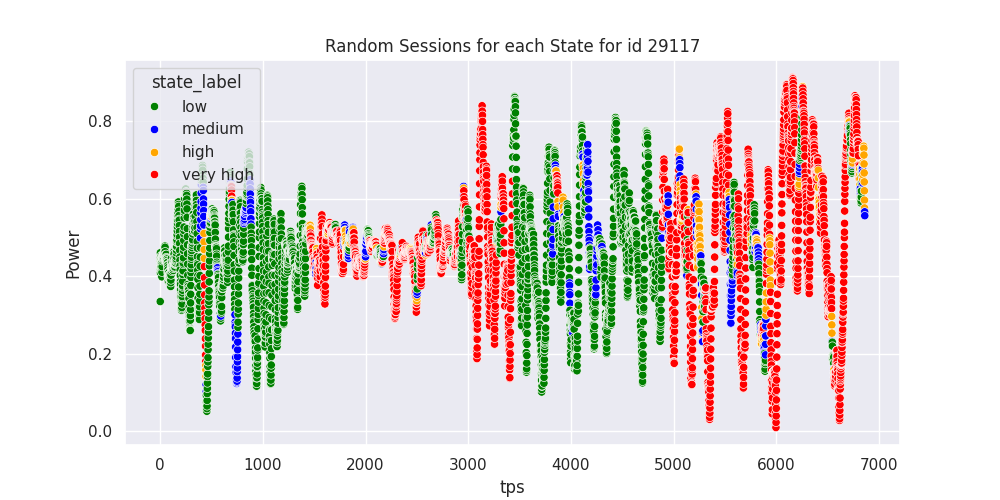 Random Sessions for each State for id 29117
state_label
low
medium
high
very high
Power
0.8
0.6
0.4
0.2
0.0
0
1000
2000
3000
4000
5000
6000
7000
tps